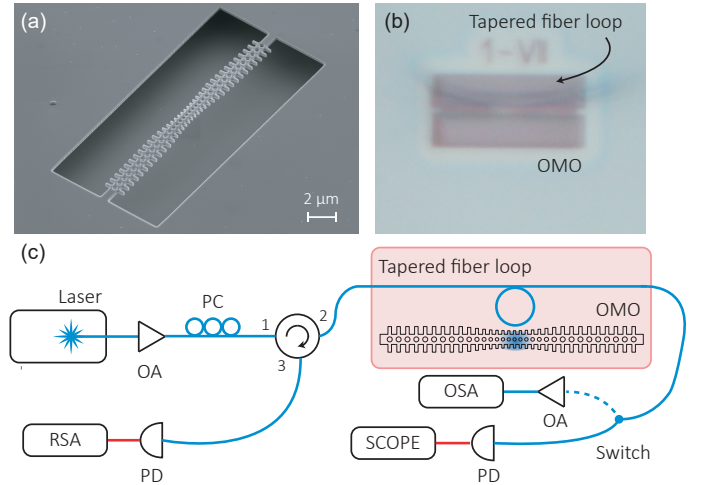 (a)
2 μm
(b)
Tapered fiber loop
1-VII
OMO
(c)
Laser
OA
PC
1
2
3
RSA
PD
Tapered fiber loop
OMO
OSA
OA
Switch
SCOPE
PD